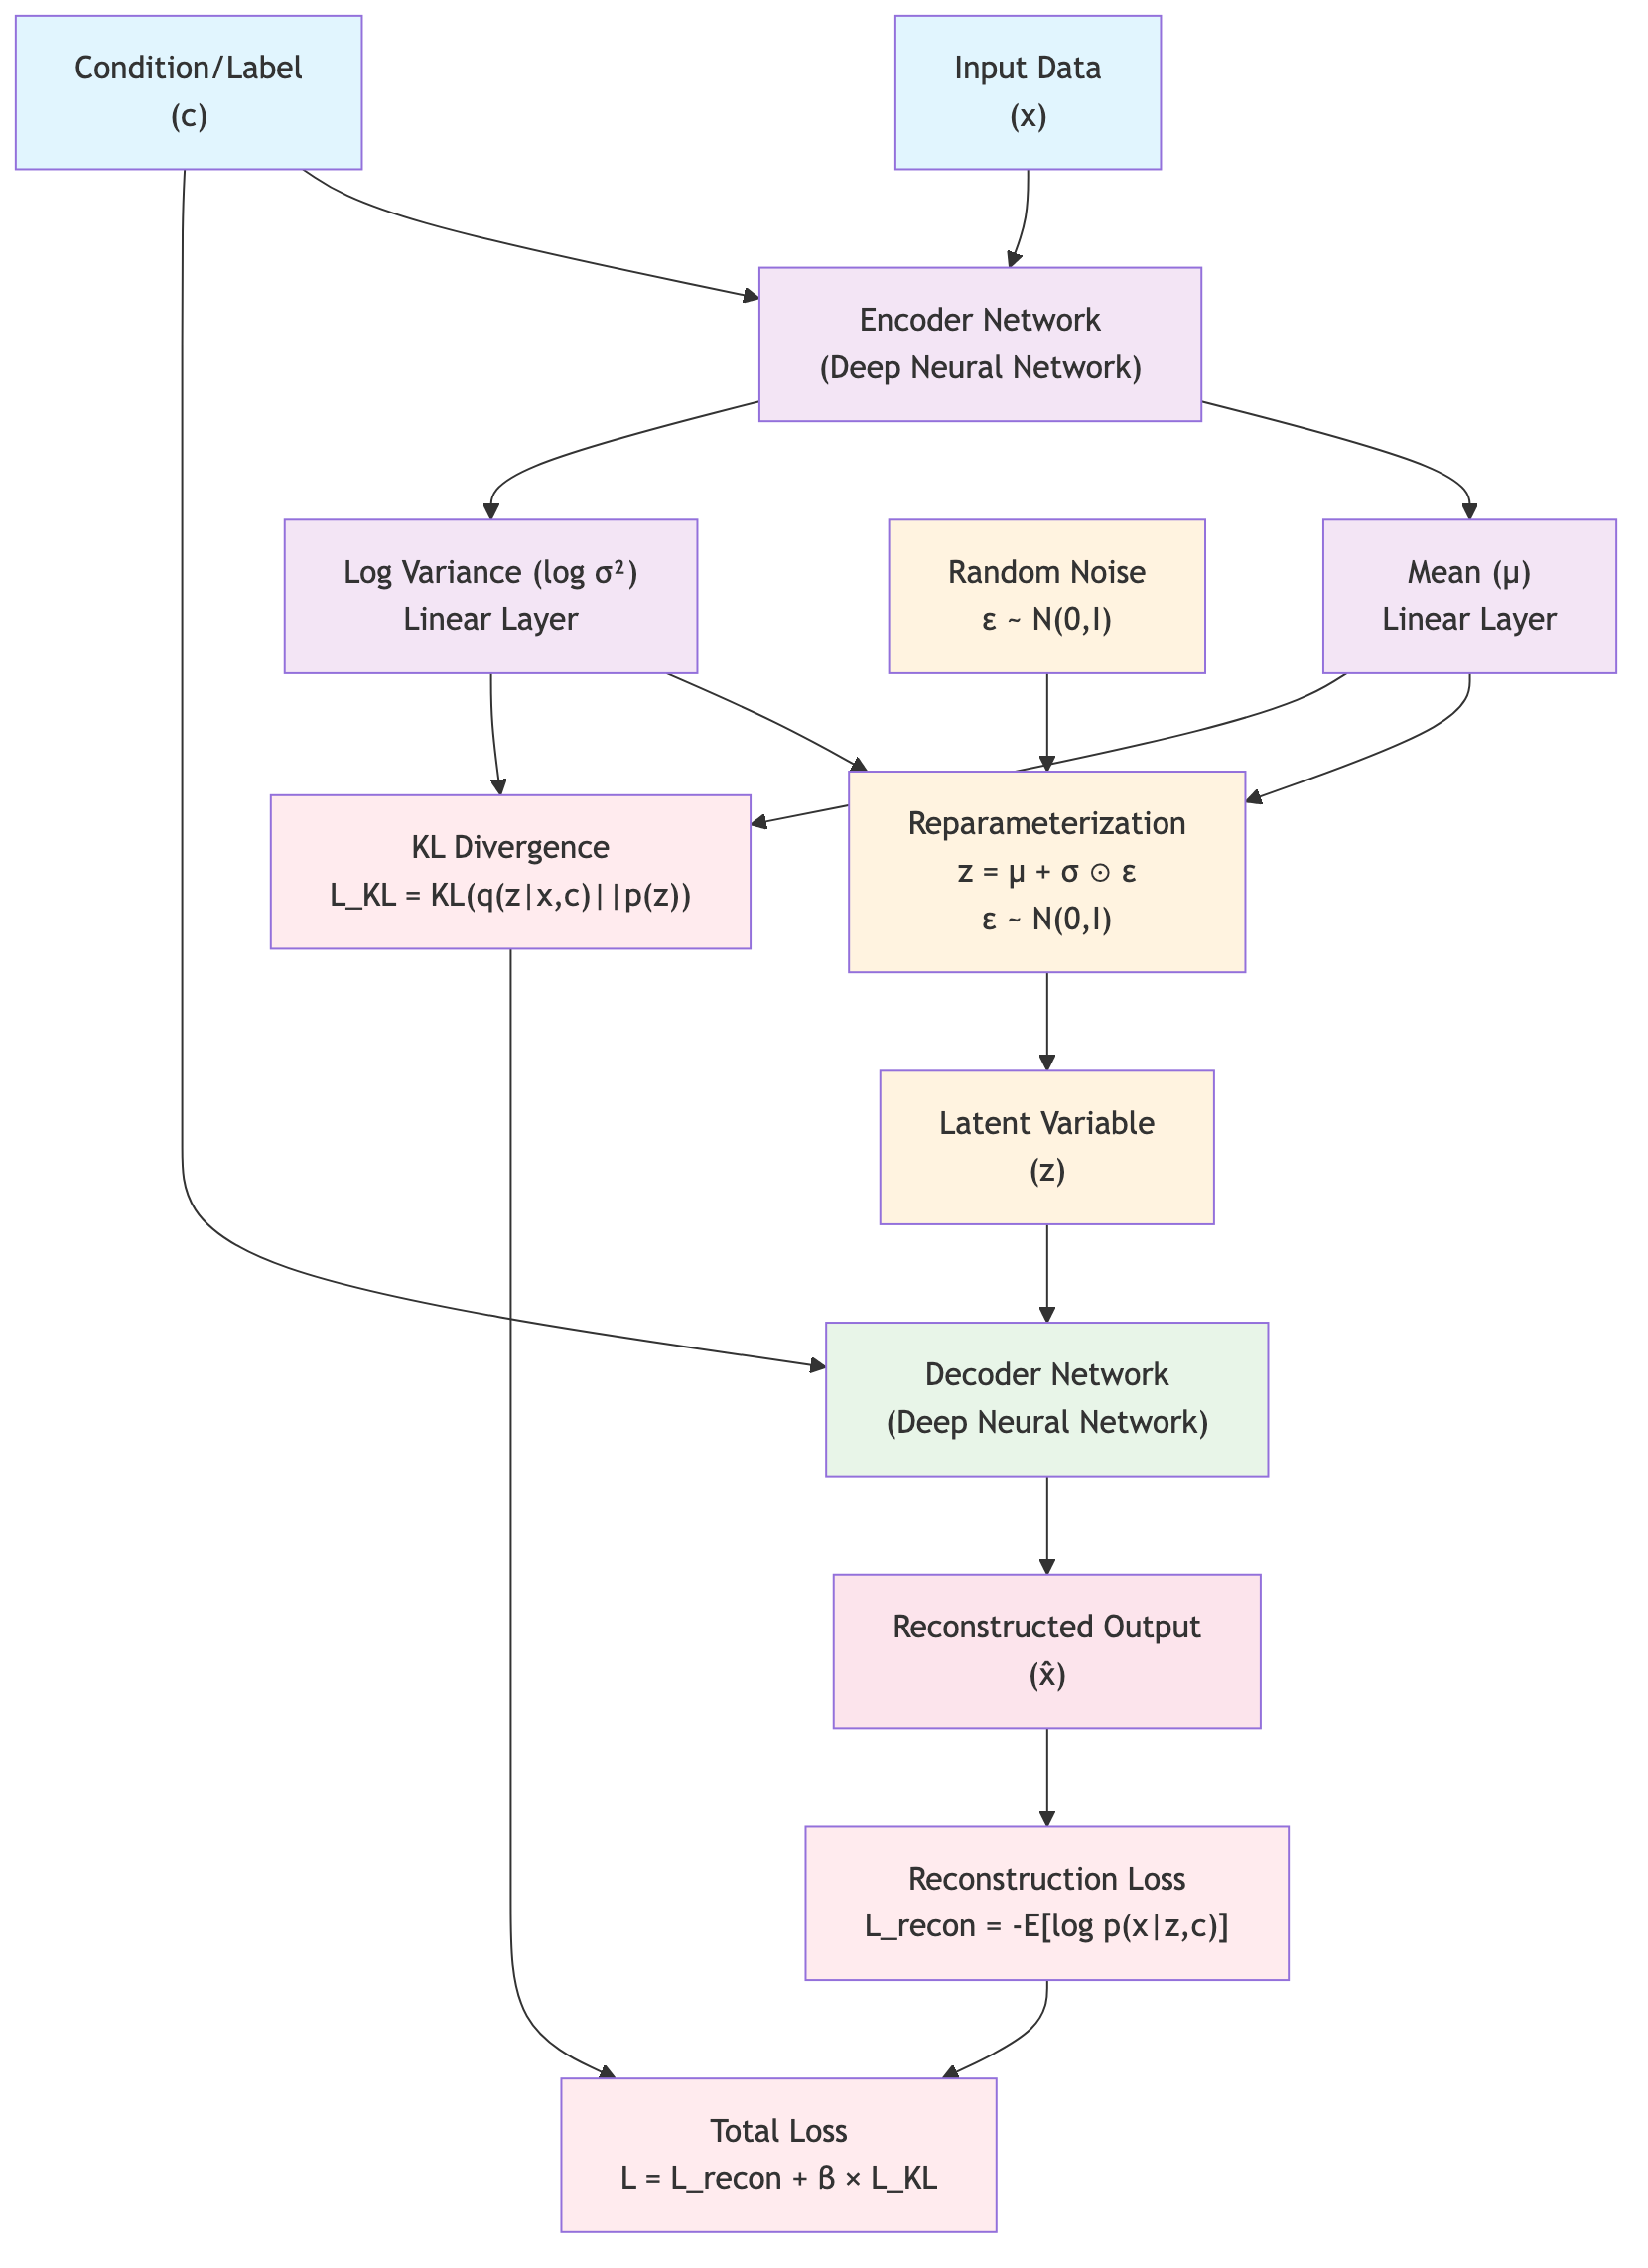 Condition/Label
(c)
Input Data
(x)
Encoder Network
(Deep Neural Network)
Log Variance (log σ²)
Linear Layer
Random Noise
ε ~ N(0,I)
Mean (μ)
Linear Layer
KL Divergence
L_KL = KL(q(z|x,c)||p(z))
Reparameterization
z = μ + σ ⊙ ε
ε ~ N(0,I)
Latent Variable
(z)
Decoder Network
(Deep Neural Network)
Reconstructed Output
(x̂)
Reconstruction Loss
L_recon = -E[log p(x|z,c)]
Total Loss
L = L_recon + β × L_KL